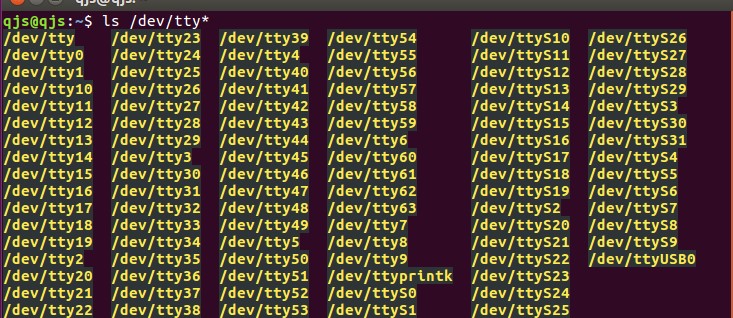 qjs@qjs:~$ ls /dev/tty*
/dev/tty /dev/tty23 /dev/tty39 /dev/tty54 /dev/ttyS10 /dev/ttyS26
/dev/tty0 /dev/tty24 /dev/tty4 /dev/tty55 /dev/ttyS11 /dev/ttyS27
/dev/tty1 /dev/tty25 /dev/tty40 /dev/tty56 /dev/ttyS12 /dev/ttyS28
/dev/tty10 /dev/tty26 /dev/tty41 /dev/tty57 /dev/ttyS13 /dev/ttyS29
/dev/tty11 /dev/tty27 /dev/tty42 /dev/tty58 /dev/ttyS14 /dev/ttyS3
/dev/tty12 /dev/tty28 /dev/tty43 /dev/tty59 /dev/ttyS15 /dev/ttyS30
/dev/tty13 /dev/tty29 /dev/tty44 /dev/tty6 /dev/ttyS16 /dev/ttyS31
/dev/tty14 /dev/tty3 /dev/tty45 /dev/tty60 /dev/ttyS17 /dev/ttyS4
/dev/tty15 /dev/tty30 /dev/tty46 /dev/tty61 /dev/ttyS18 /dev/ttyS5
/dev/tty16 /dev/tty31 /dev/tty47 /dev/tty62 /dev/ttyS19 /dev/ttyS6
/dev/tty17 /dev/tty32 /dev/tty48 /dev/tty63 /dev/ttyS2 /dev/ttyS7
/dev/tty18 /dev/tty33 /dev/tty49 /dev/tty7 /dev/ttyS20 /dev/ttyS8
/dev/tty19 /dev/tty34 /dev/tty5 /dev/tty8 /dev/ttyS21 /dev/ttyS9
/dev/tty2 /dev/tty35 /dev/tty50 /dev/tty9 /dev/ttyS22 /dev/ttyUSB0
/dev/tty20 /dev/tty36 /dev/tty51 /dev/ttyprintk /dev/ttyS23
/dev/tty21 /dev/tty37 /dev/tty52 /dev/ttyS0 /dev/ttyS24
/dev/tty22 /dev/tty38 /dev/tty53 /dev/ttyS1 /dev/ttyS25